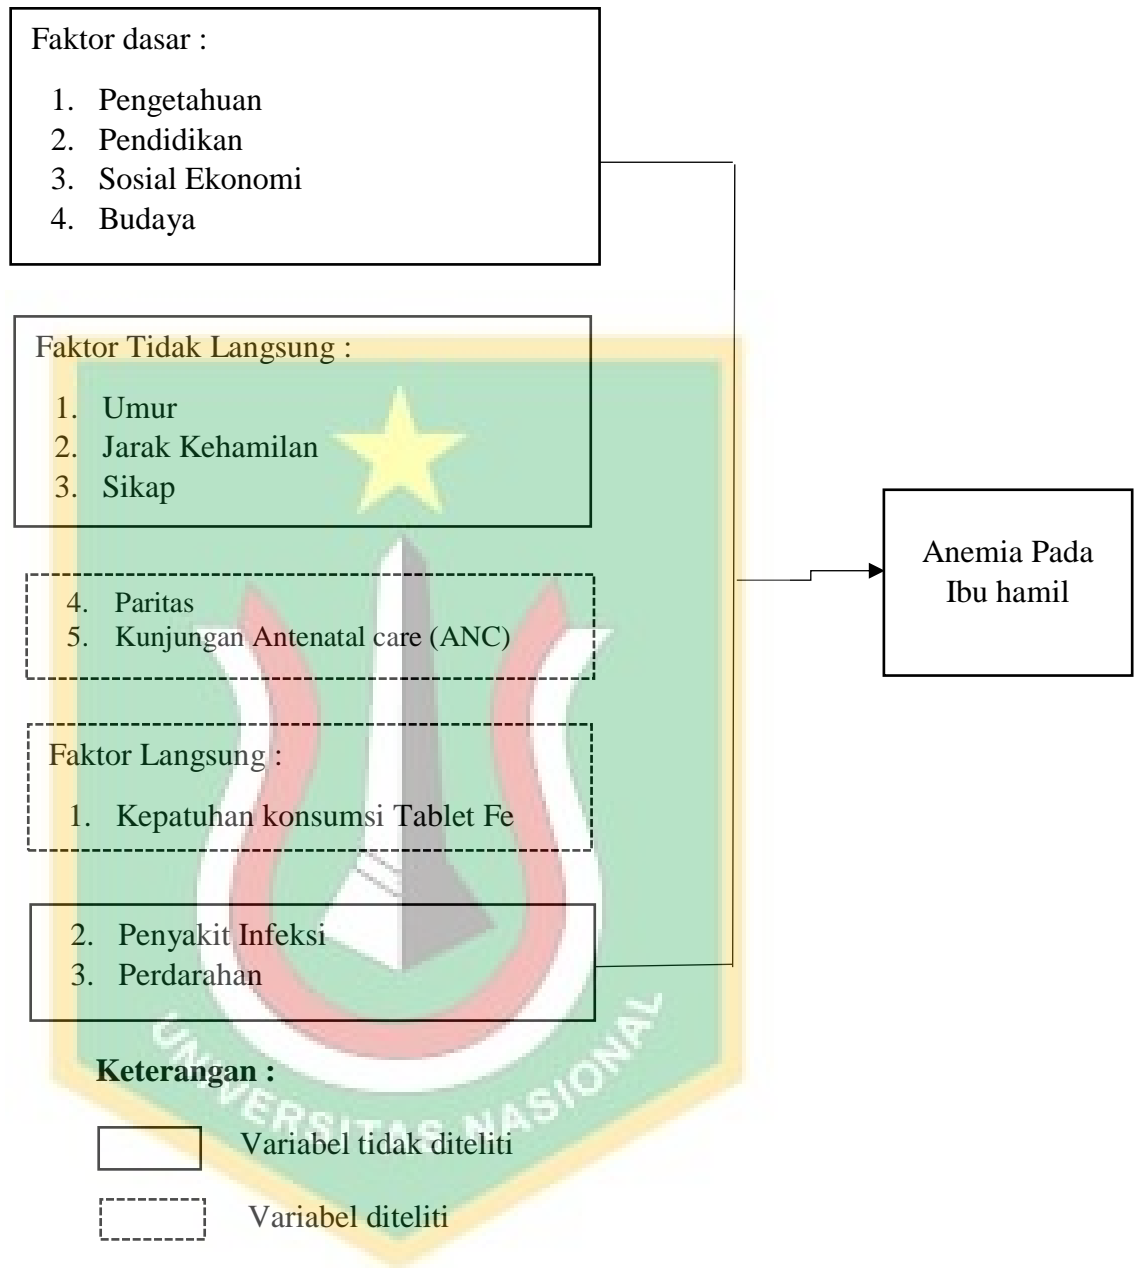 Faktor dasar :
1. Pengetahuan
2. Pendidikan
3. Sosial Ekonomi
4. Budaya
Faktor Tidak Langsung :
1. Umur
2. Jarak Kehamilan
3. Sikap
4. Paritas
5. Kunjungan Antenatal care (ANC)
Faktor Langsung :
1. Kepatuhan konsumsi Tablet Fe
2. Penyakit Infeksi
3. Perdarahan
Anemia Pada
Ibu hamil
UNIVERSITAS NASIONAL
Keterangan :
Variabel tidak diteliti
Variabel diteliti